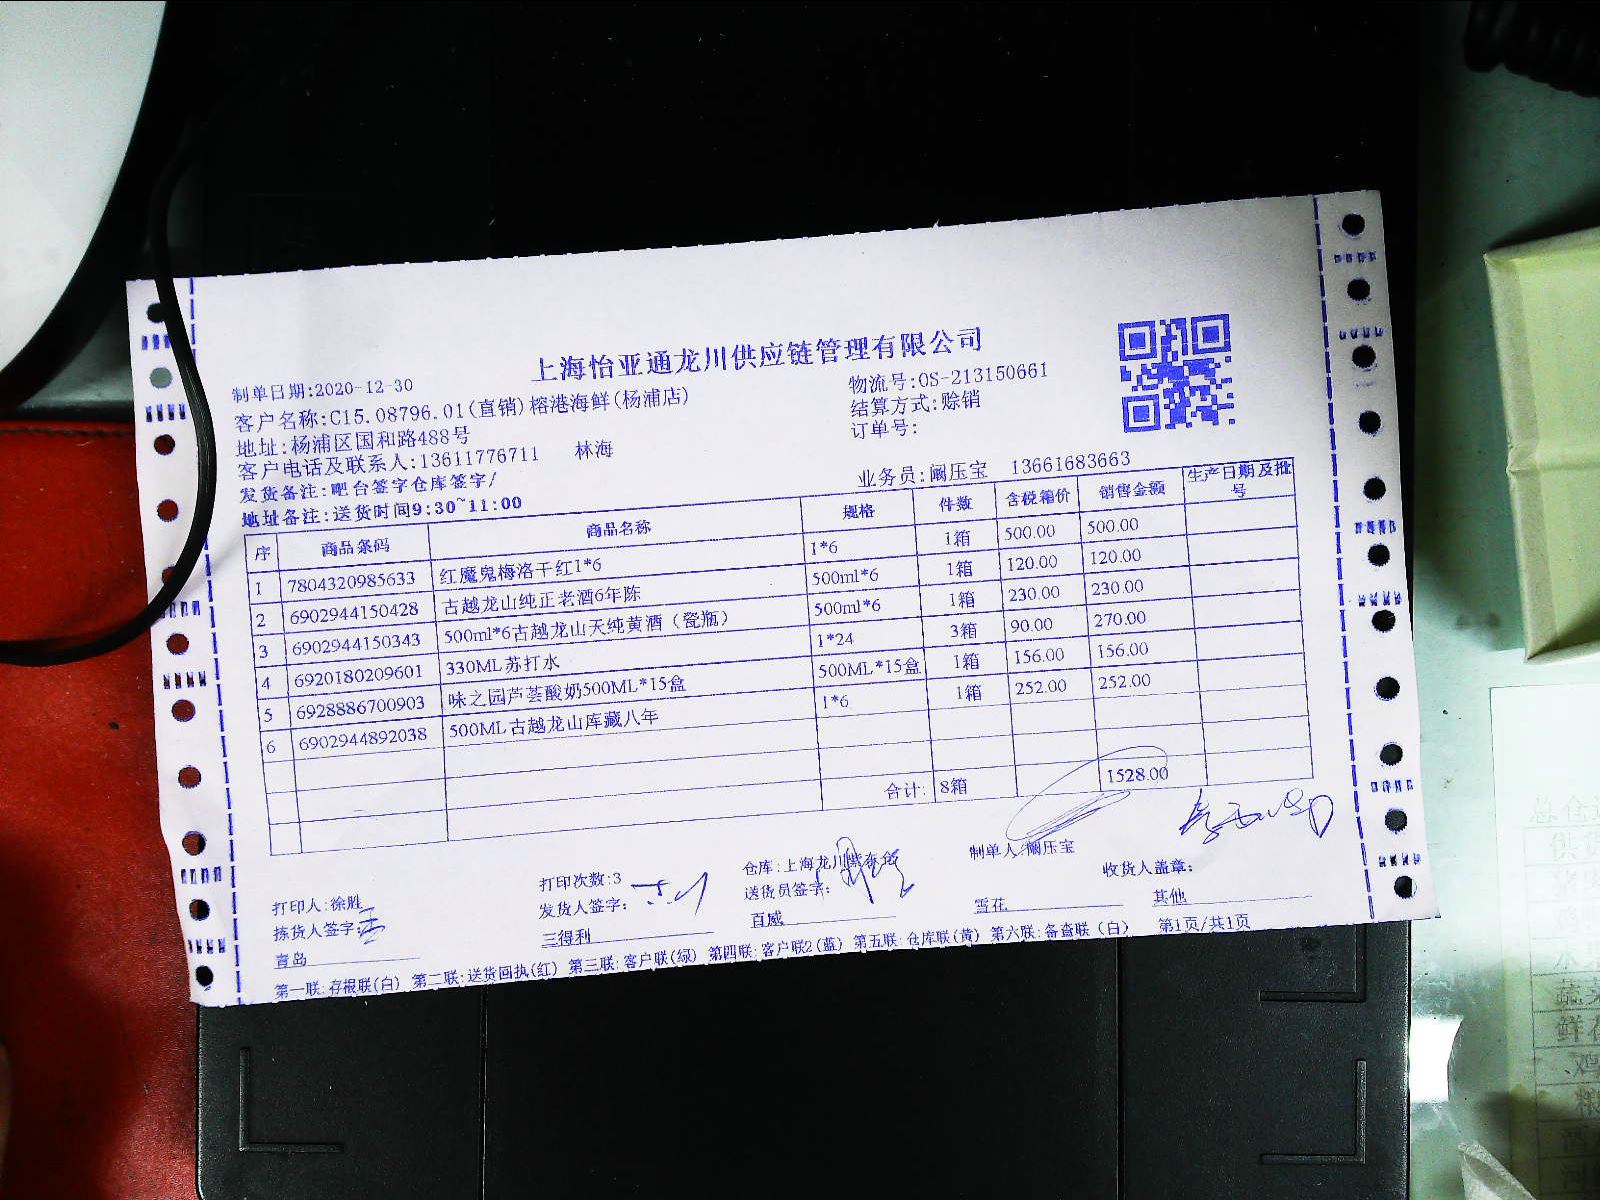 上海怡亚通龙川供应链管理有限公司
制单日期:2020-12-30
物流号:OS-213150661
客户名称:C15.08796.01(直销)榕港海鲜(杨浦店)
结算方式:赊销
地址:杨浦区国和路488号
订单号:
客户电话及联系人:13611776711 林海
发货备注:吧台签字仓库签字/
业务员:阚压宝 13661683663
地址备注:送货时间9:30~11:00
序 商品条码 商品名称 规格 件数 含税箱价 销售金额 生产日期及批号
1 7804320985633 红魔鬼梅洛干红1*6 1*6 1箱 500.00 500.00
2 6902944150428 古越龙山纯正老酒6年陈 500ml*6 1箱 120.00 120.00
3 6902944150343 500ml*6古越龙山天纯黄酒（瓷瓶） 500ml*6 1箱 230.00 230.00
4 6920180209601 330ML苏打水 1*24 3箱 90.00 270.00
5 6928886700903 味之园芦荟酸奶500ML*15盒 500ML*15盒 1箱 156.00 156.00
6 6902944892038 500ML古越龙山库藏八年 1*6 1箱 252.00 252.00
合计: 8箱 1528.00
打印人:徐胜 打印次数:3 仓库:上海龙川 制单人:阚压宝
拣货人签字: 发货人签字: 送货员签字: 收货人盖章:
青岛 三得利 百威 雪花 其他
第一联:存根联(白) 第二联:送货回执(红) 第三联:客户联(绿) 第四联:客户联2(蓝) 第五联:仓库联(黄) 第六联:备查联（白） 第1页/共1页